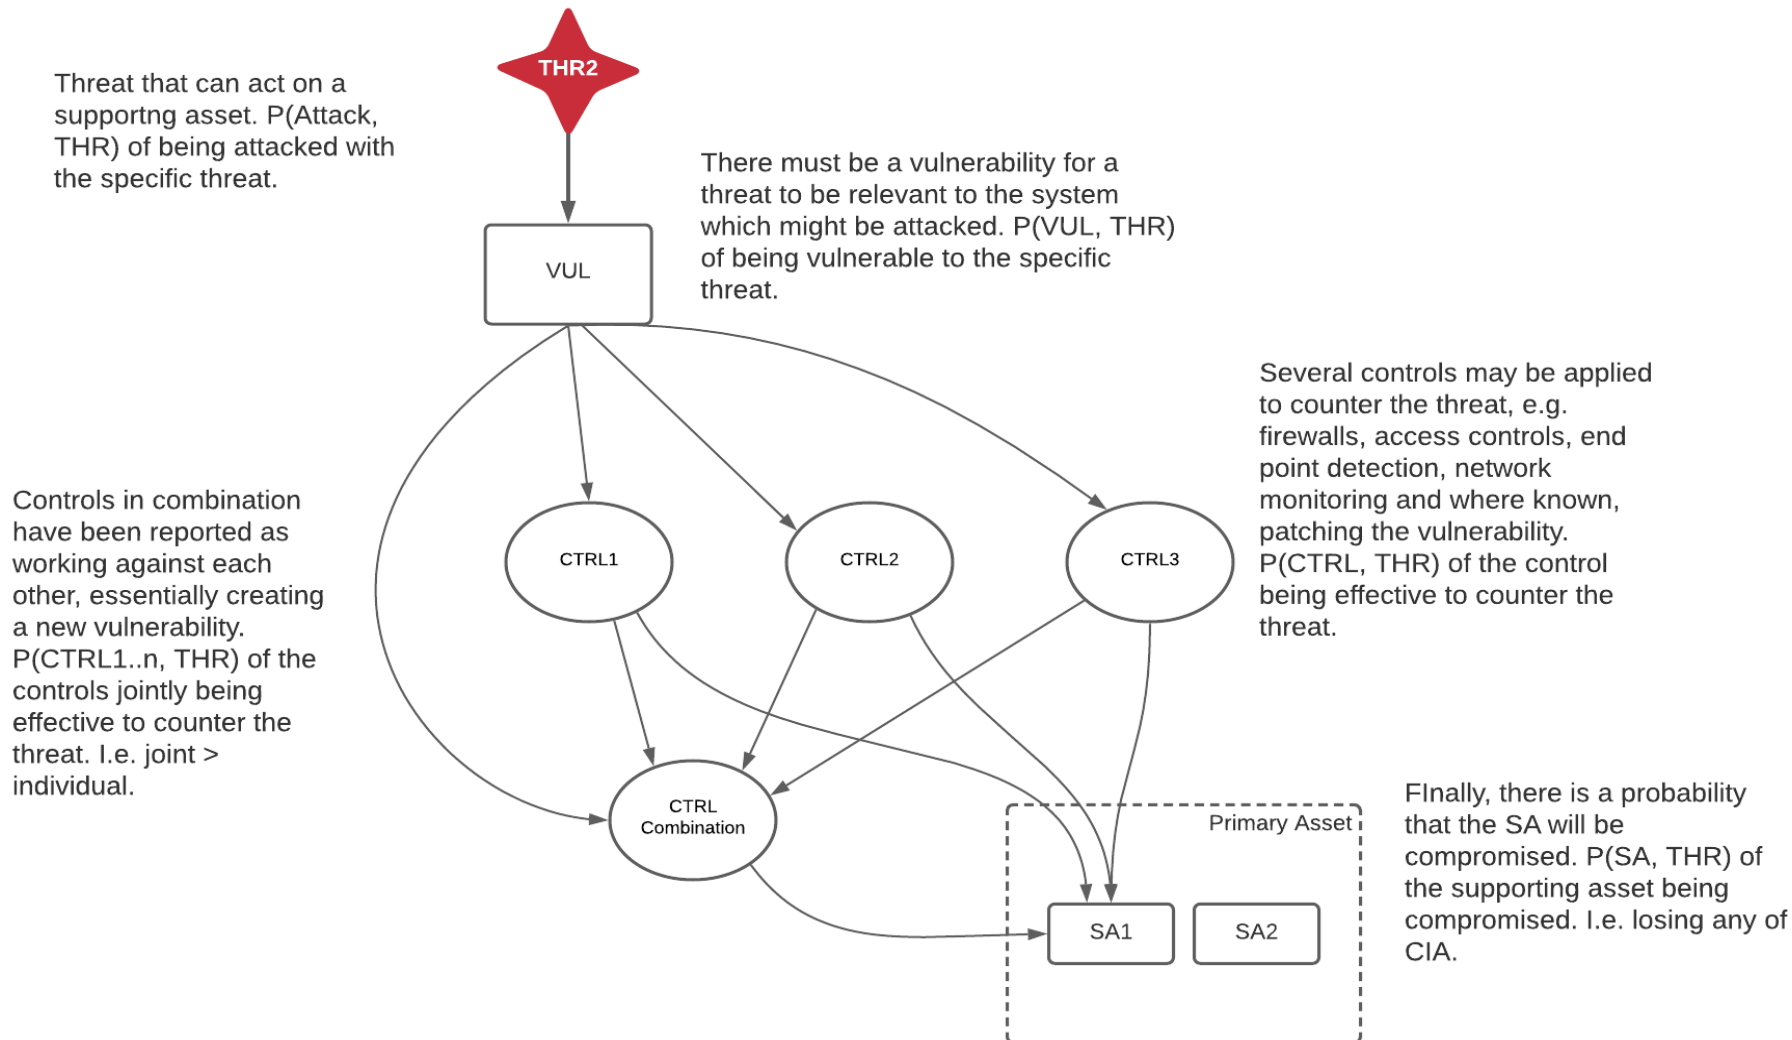 THR2
Threat that can act on a
supportng asset. P(Attack,
THR) of being attacked with
the specific threat.
There must be a vulnerability for a
threat to be relevant to the system
which might be attacked. P(VUL, THR)
of being vulnerable to the specific
threat.
VUL
Several controls may be applied
to counter the threat, e.g.
firewalls, access controls, end
point detection, network
monitoring and where known,
patching the vulnerability.
P(CTRL, THR) of the control
being effective to counter the
threat.
Controls in combination
have been reported as
working against each
other, essentially creating
a new vulnerability.
P(CTRL1..n, THR) of the
controls jointly being
effective to counter the
threat. I.e. joint >
individual.
CTRL1
CTRL2
CTRL3
CTRL
Combination
Primary Asset
SA1
SA2
FInally, there is a probability
that the SA will be
compromised. P(SA, THR) of
the supporting asset being
compromised. I.e. losing any of
CIA.